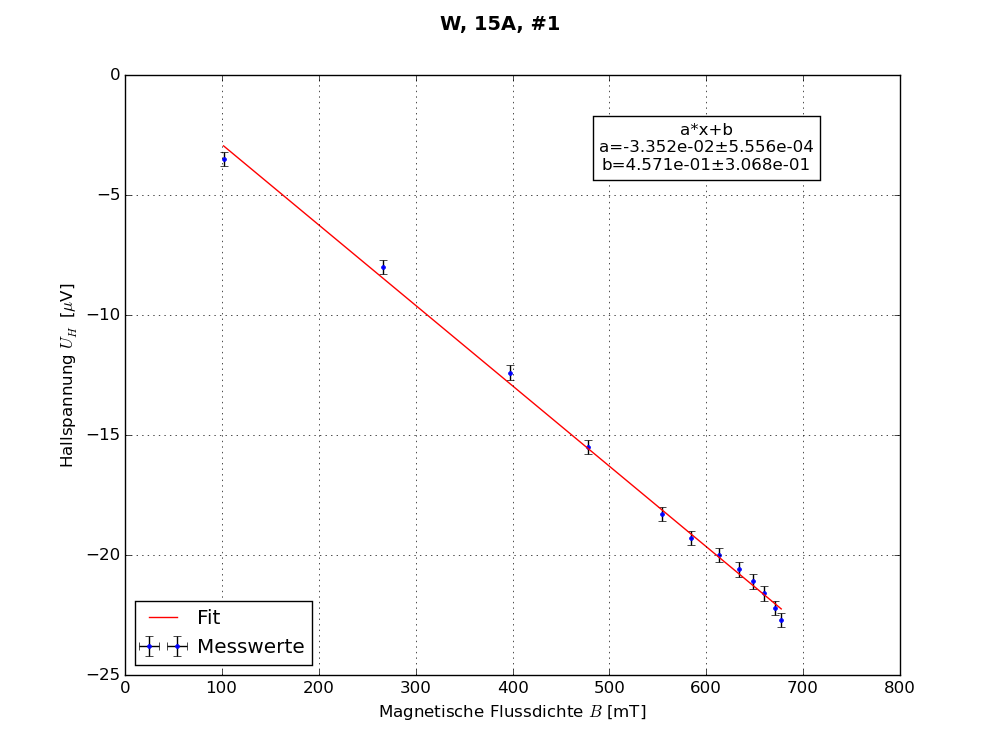 W, 15A, #1
0
−5
−10
−15
−20
−25
Hallspannung U_H [μV]
a*x+b
a=-3.352e-02±5.556e-04
b=4.571e-01±3.068e-01
Fit
Messwerte
0 100 200 300 400 500 600 700 800
Magnetische Flussdichte B [mT]